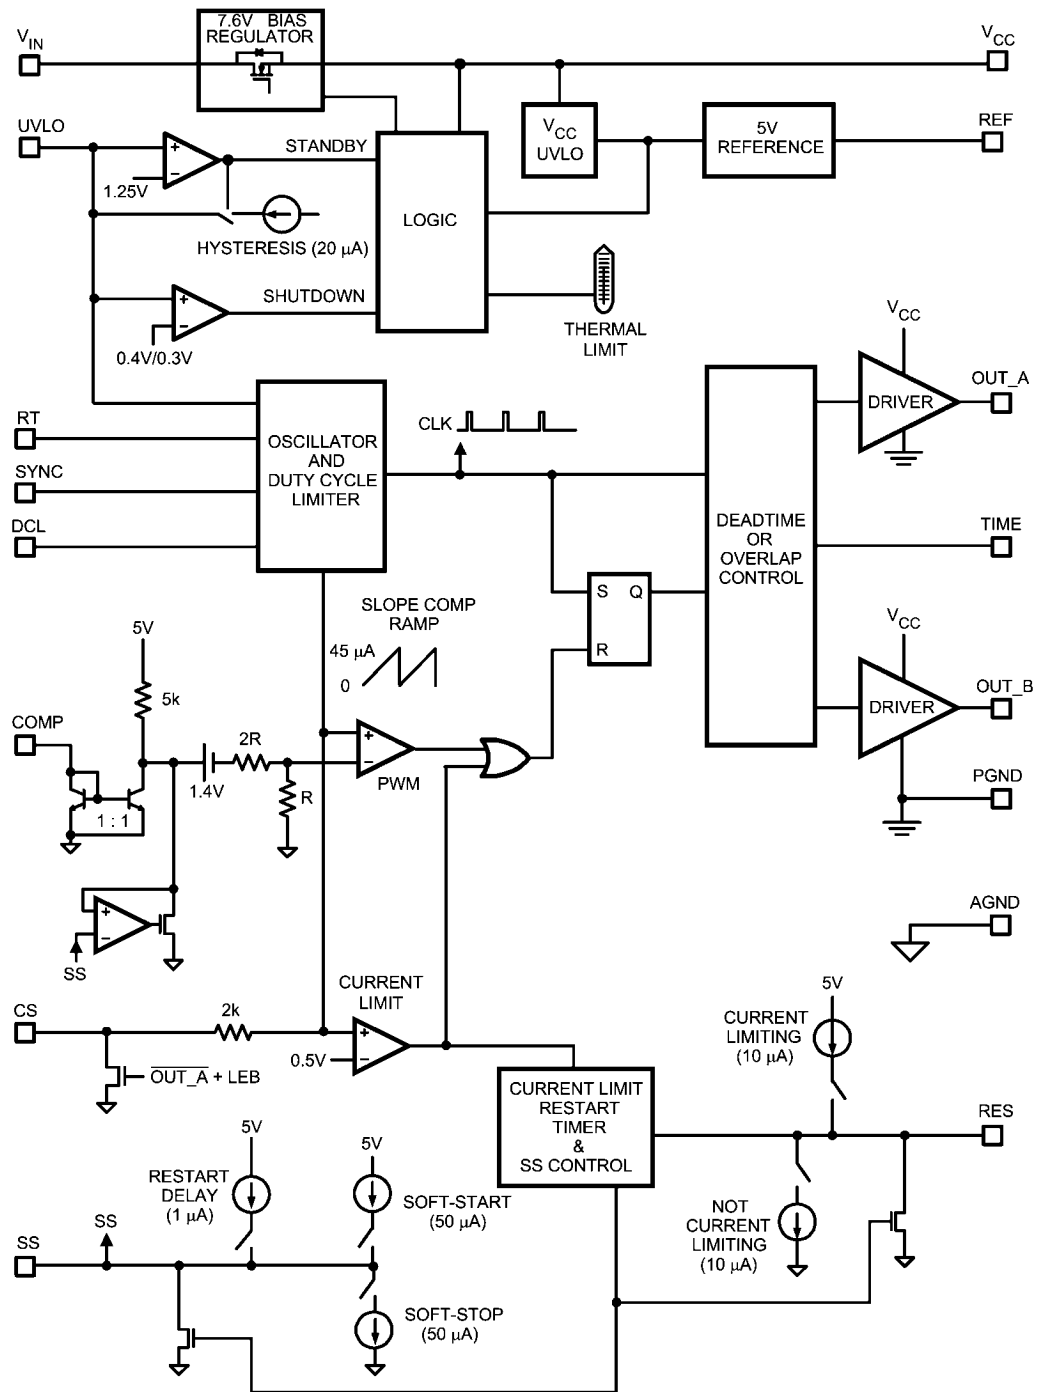 7.6V BIAS
REGULATOR
VIN
VCC
UVLO
STANDBY
1.25V
HYSTERESIS (20 μA)
SHUTDOWN
0.4V/0.3V
LOGIC
VCC
UVLO
5V
REFERENCE
REF
THERMAL
LIMIT
VCC
DRIVER
OUT_A
RT
SYNC
DCL
OSCILLATOR
AND
DUTY CYCLE
LIMITER
CLK
DEADTIME
OR
OVERLAP
CONTROL
TIME
S Q
R
SLOPE COMP
RAMP
45 μA
0
5V
5k
COMP
1 : 1
1.4V
2R
R
PWM
VCC
DRIVER
OUT_B
PGND
AGND
SS
CS
2k
CURRENT
LIMIT
0.5V
OUT_A + LEB
CURRENT LIMIT
RESTART
TIMER
&
SS CONTROL
5V
CURRENT
LIMITING
(10 μA)
RES
NOT
CURRENT
LIMITING
(10 μA)
5V
RESTART
DELAY
(1 μA)
5V
SOFT-START
(50 μA)
SS
SS
SOFT-STOP
(50 μA)